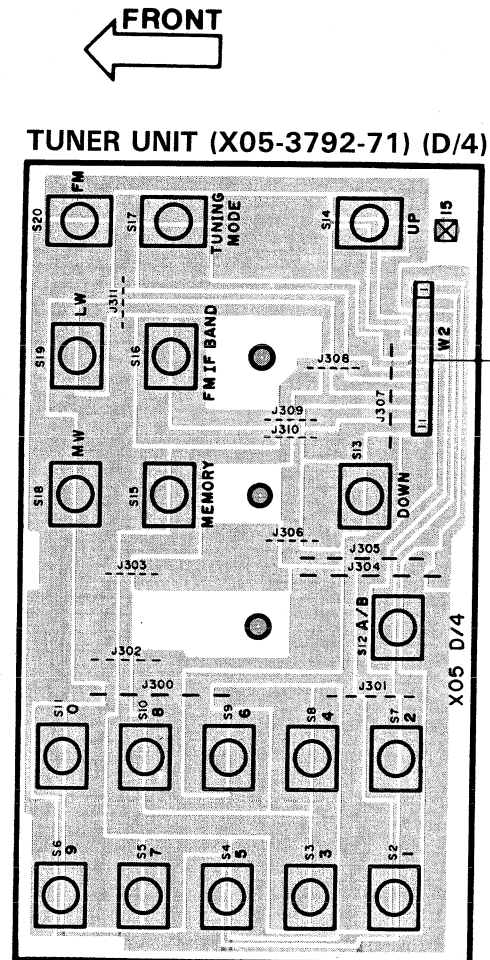 FRONT
TUNER UNIT (X05-3792-71) (D/4)
S20
FM
S17
TUNING
MODE
S14
UP
15
J311
S19
LW
S16
FM IF BAND
J308
W2
1
J309
J310
J307
11
S18
MW
S15
MEMORY
S13
DOWN
J306
J305
J304
J303
S12
A/B
X05 D/4
J302
J300
J301
S11
0
S10
8
S9
6
S8
4
S7
2
S6
9
S5
7
S4
5
S3
3
S2
1